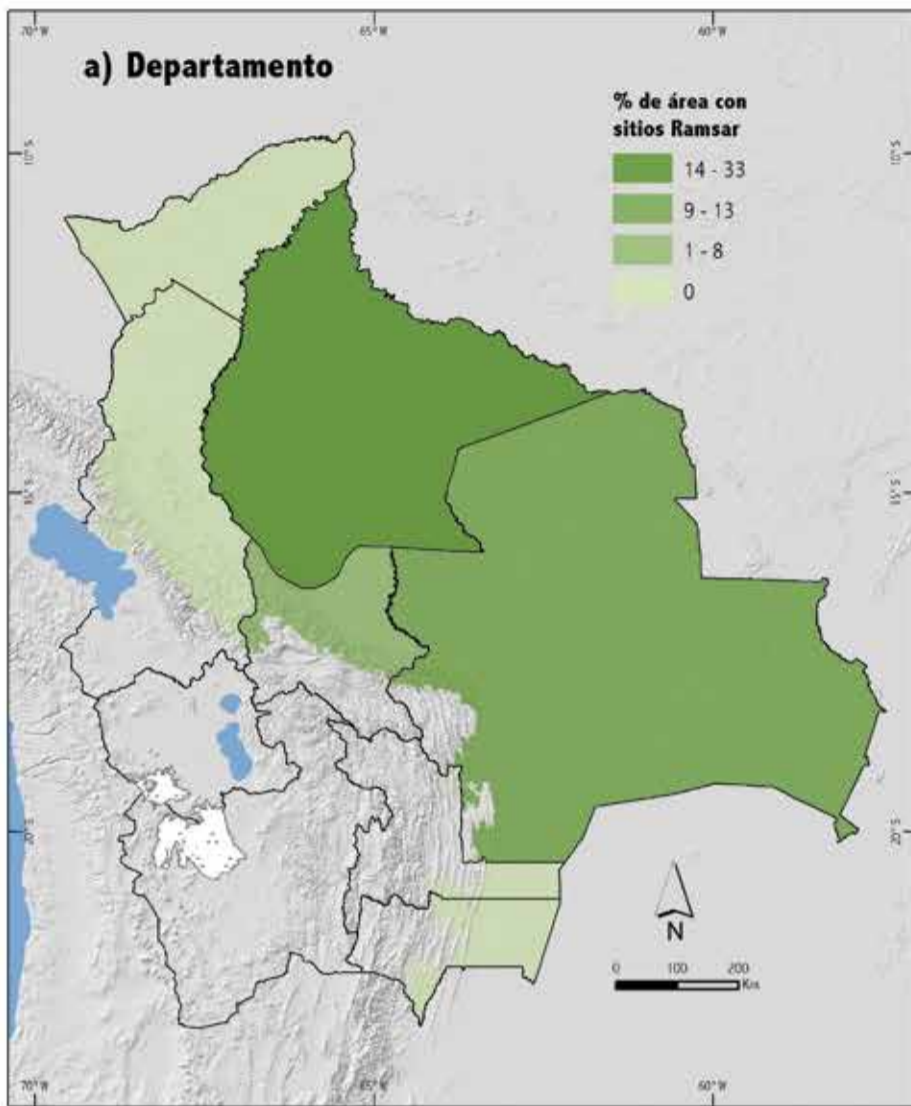 70°W
65°W
60°W
a) Departamento
% de área con
sitios Ramsar
14 - 33
9 - 13
1 - 8
0
10°S
10°S
15°S
15°S
20°S
20°S
N
0 100 200
Km
70°W
65°W
60°W